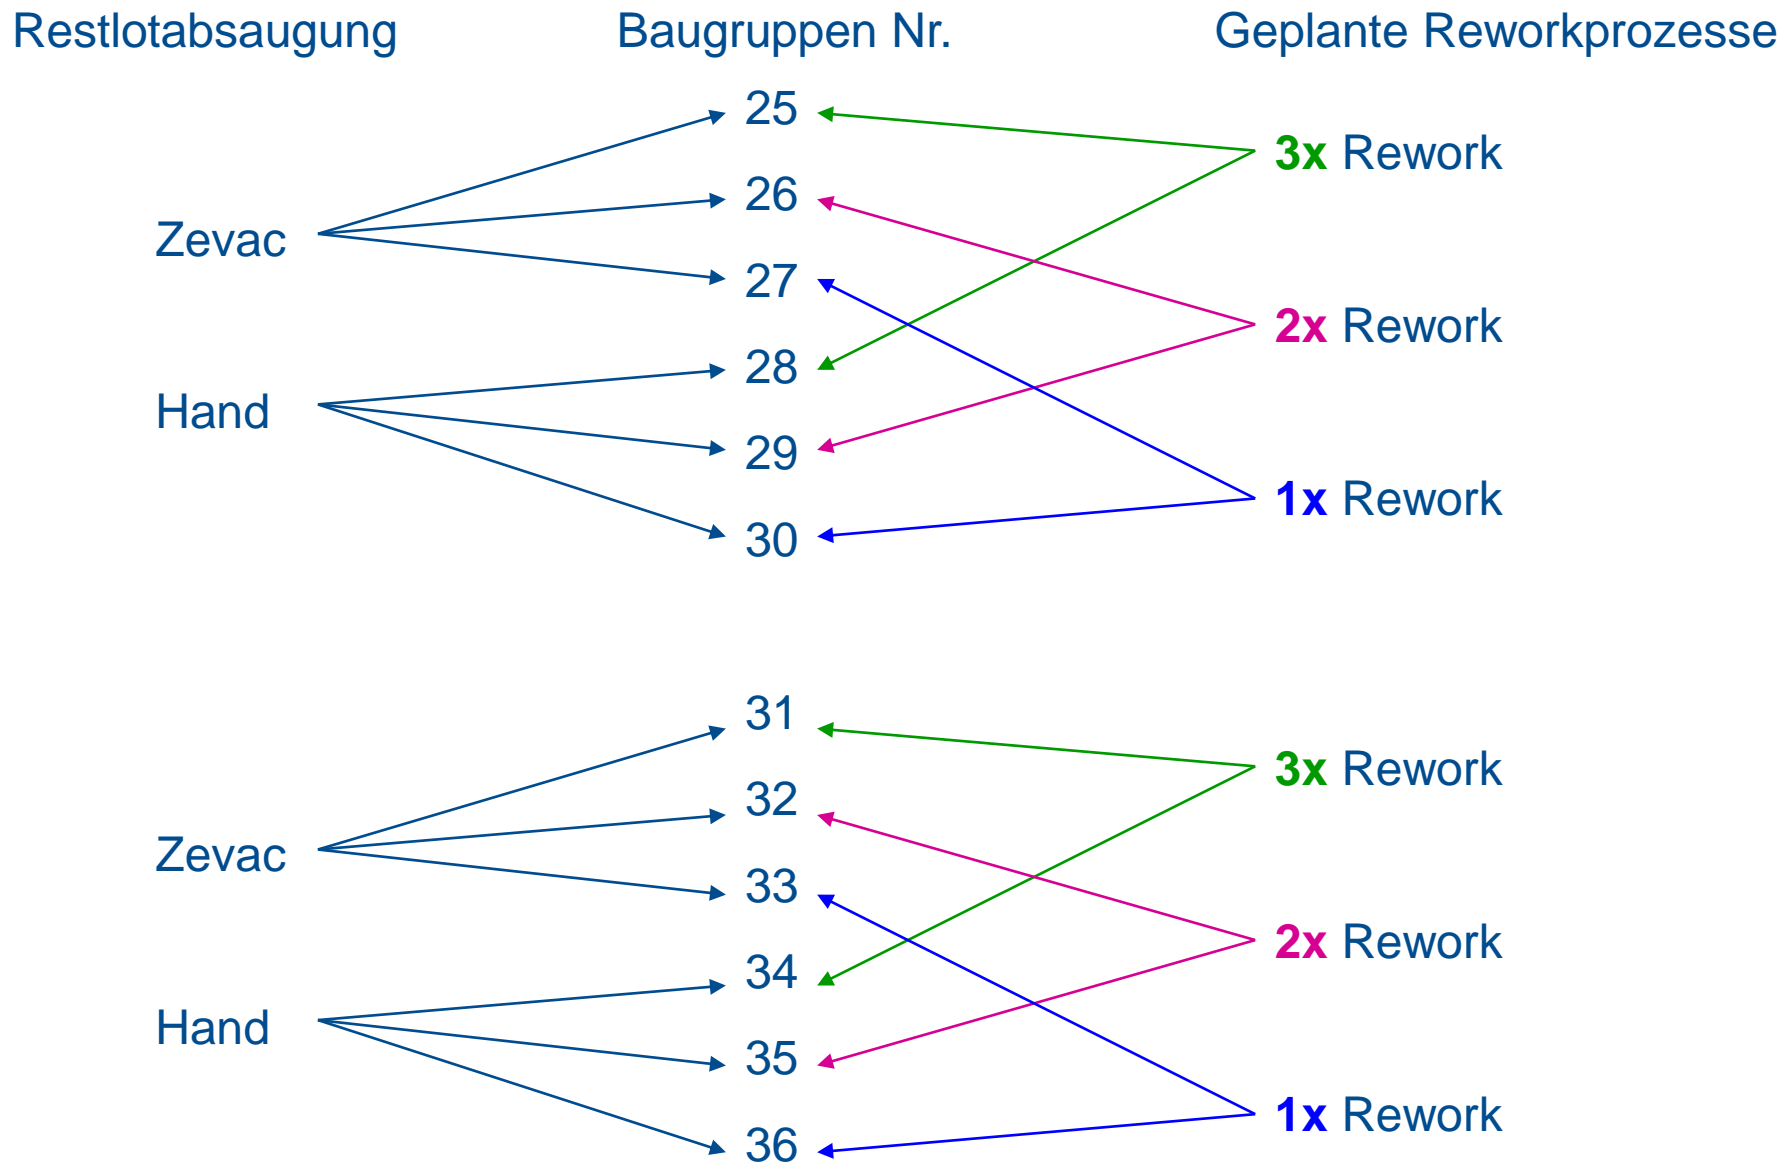 Restlotabsaugung Baugruppen Nr. Geplante Reworkprozesse
25
3x Rework
26
Zevac
27
2x Rework
28
Hand
29
1x Rework
30
31
3x Rework
32
Zevac
33
2x Rework
34
Hand
35
1x Rework
36